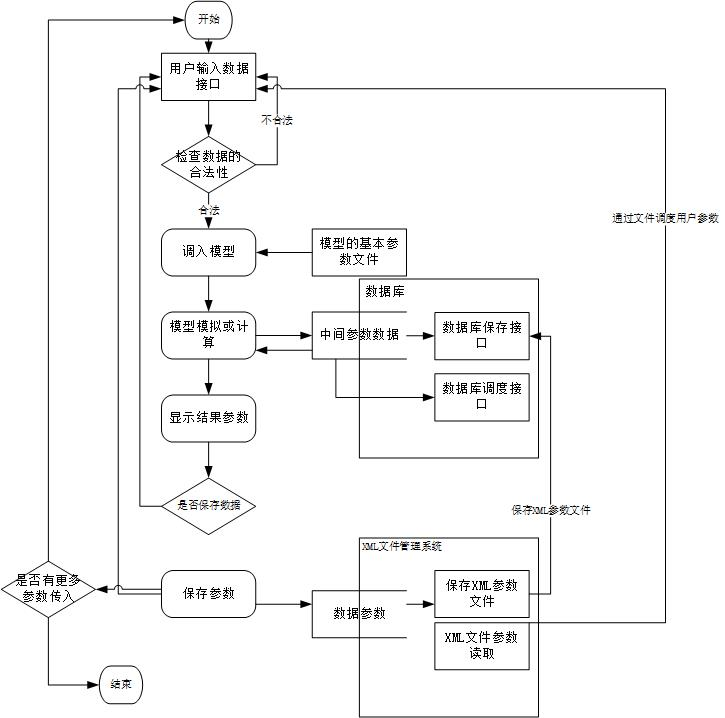 开始
用户输入数据
接口
不合法
检查数据的
合法性
合法
通过文件调度用户参数
调入模型
模型的基本参
数文件
数据库
模型模拟或计
算
中间参数数据
数据库保存接
口
数据库调度接
口
显示结果参数
是否保存数据
保存XML参数文件
XML文件管理系统
是否有更多
参数传入
保存参数
数据参数
保存XML参数
文件
XML文件参数
读取
结束